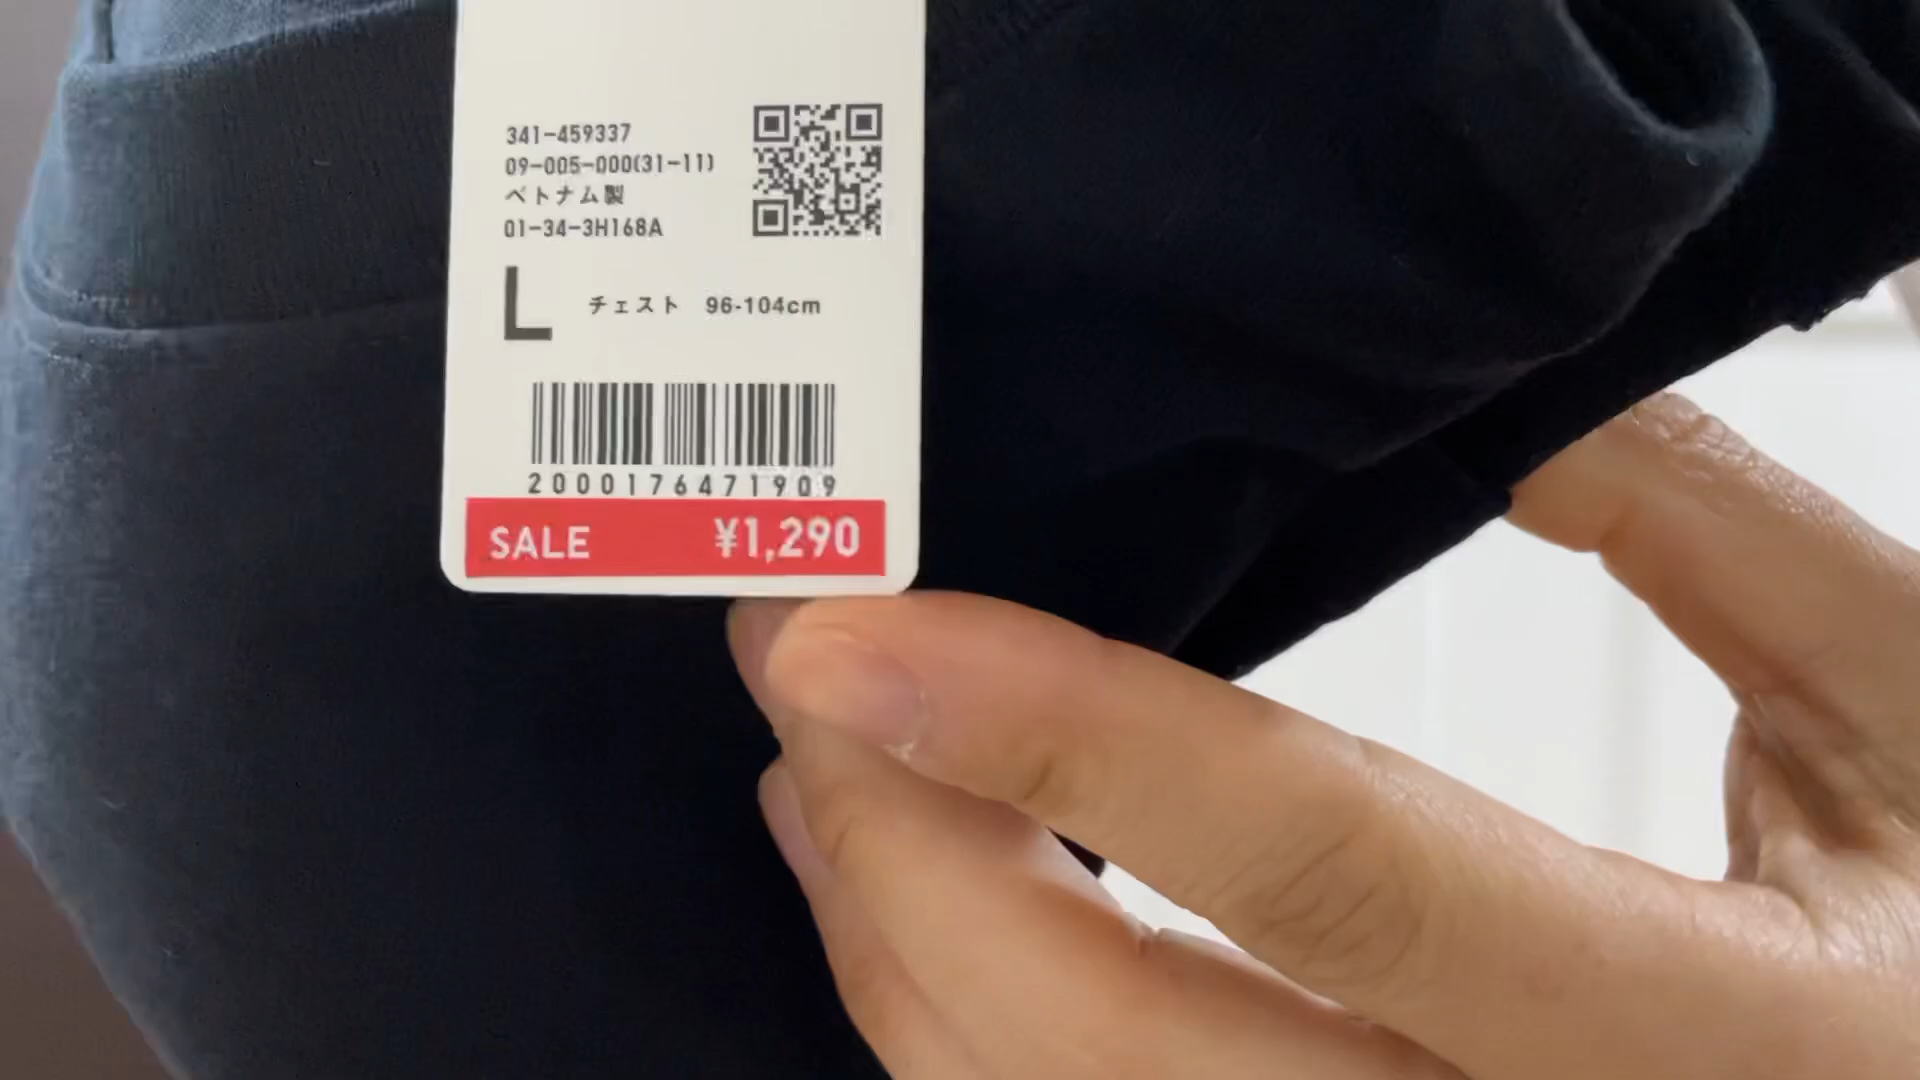 341-459337
09-005-000(31-11)
ベトナム製
01-34-3H168A
L チェスト 96-104cm
2000176471909
SALE ¥1,290